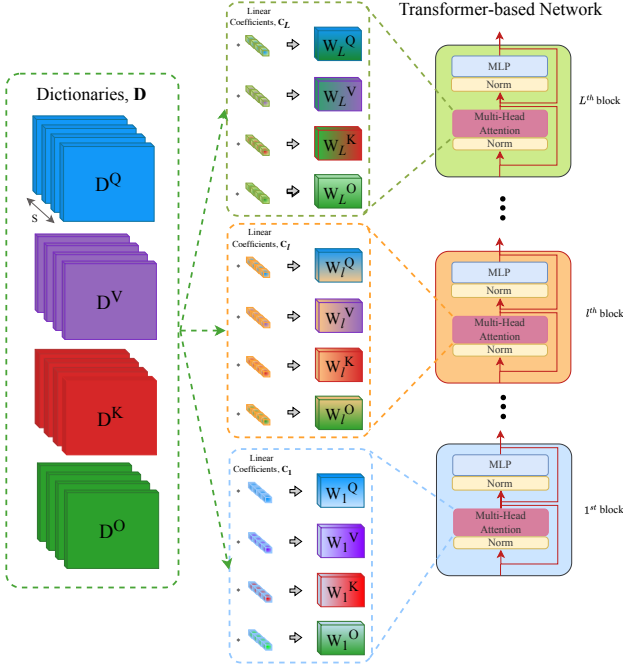 Transformer-based Network
Dictionaries, D
D^Q
S
D^V
D^K
D^O
Linear
Coefficients, C_L
W_L^Q
W_L^V
W_L^K
W_L^O
Linear
Coefficients, C_l
W_l^Q
W_l^V
W_l^K
W_l^O
Linear
Coefficients, C_1
W_1^Q
W_1^V
W_1^K
W_1^O
MLP
Norm
Multi-Head
Attention
Norm
L^th block
MLP
Norm
Multi-Head
Attention
Norm
l^th block
MLP
Norm
Multi-Head
Attention
Norm
1^st block